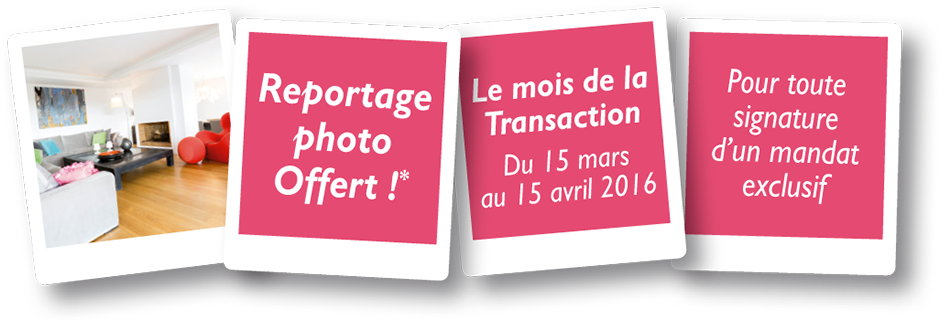 Reportage
photo
Offert !*
Le mois de la
Transaction
Du 15 mars
au 15 avril 2016
Pour toute
signature
d'un mandat
exclusif